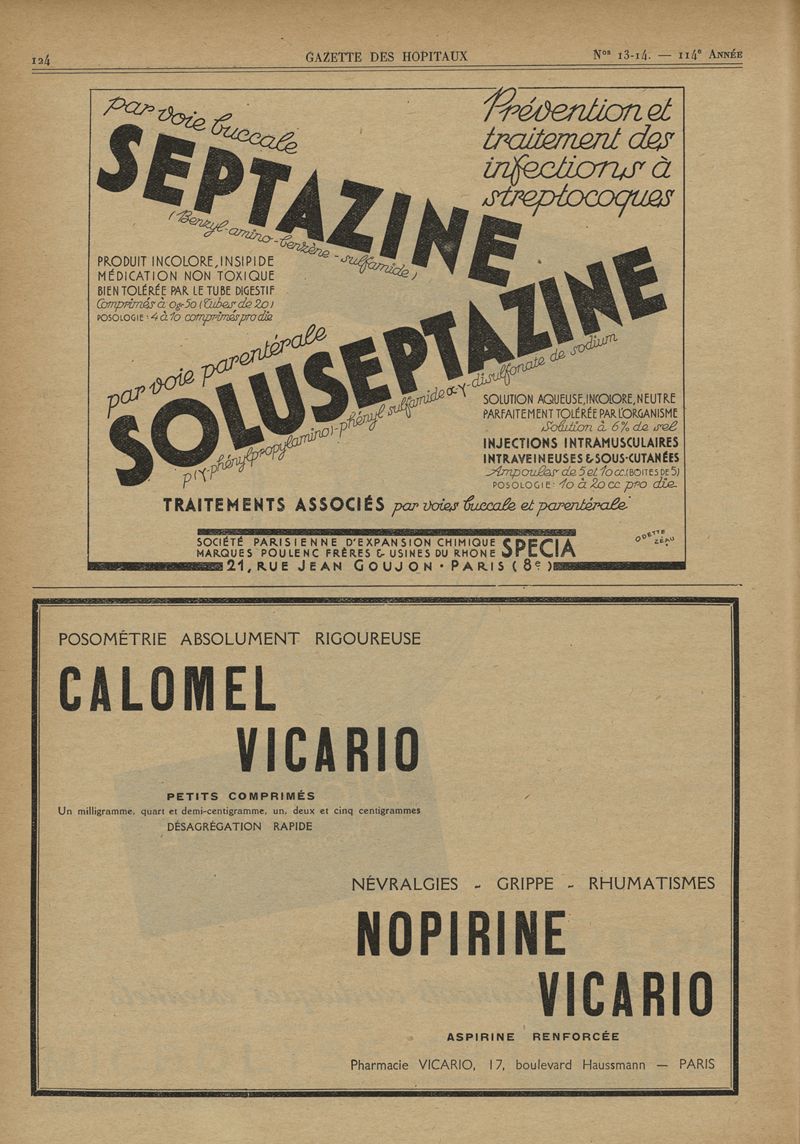 124
GAZETTE DES HOPITAUX
Nos 13-14. — 114e ANNÉE
par voie buccale
SEPTAZINE
(Benzyl-amino-benzène-sulfamide)
Prévention et
traitement des
infections à
streptocoques
PRODUIT INCOLORE, INSIPIDE
MÉDICATION NON TOXIQUE
BIEN TOLÉRÉE PAR LE TUBE DIGESTIF
Comprimés à 0g.50 (Tubes de 20)
POSOLOGIE : 4 à 10 comprimés pro die
par voie parentérale
SOLUSEPTAZINE
p(γ-phénylpropylamino)-phényl sulfamide α-γ-disulfonate de sodium
SOLUTION AQUEUSE, INCOLORE, NEUTRE
PARFAITEMENT TOLÉRÉE PAR L'ORGANISME
Solution à 6% de sel
INJECTIONS INTRAMUSCULAIRES
INTRAVEINEUSES & SOUS-CUTANÉES
Ampoules de 5 et 10 cc. (BOITES DE 5)
POSOLOGIE : 10 à 20 cc pro die
TRAITEMENTS ASSOCIÉS par voies buccale et parentérale
SOCIÉTÉ PARISIENNE D'EXPANSION CHIMIQUE
MARQUES POULENC FRÈRES & USINES DU RHONE SPECIA
21, RUE JEAN GOUJON · PARIS (8e)
ODETTE
ZÉAU
POSOMÉTRIE ABSOLUMENT RIGOUREUSE
CALOMEL
VICARIO
PETITS COMPRIMÉS
Un milligramme, quart et demi-centigramme, un, deux et cinq centigrammes
DÉSAGRÉGATION RAPIDE
NÉVRALGIES - GRIPPE - RHUMATISMES
NOPIRINE
VICARIO
ASPIRINE RENFORCÉE
Pharmacie VICARIO, 17, boulevard Haussmann — PARIS